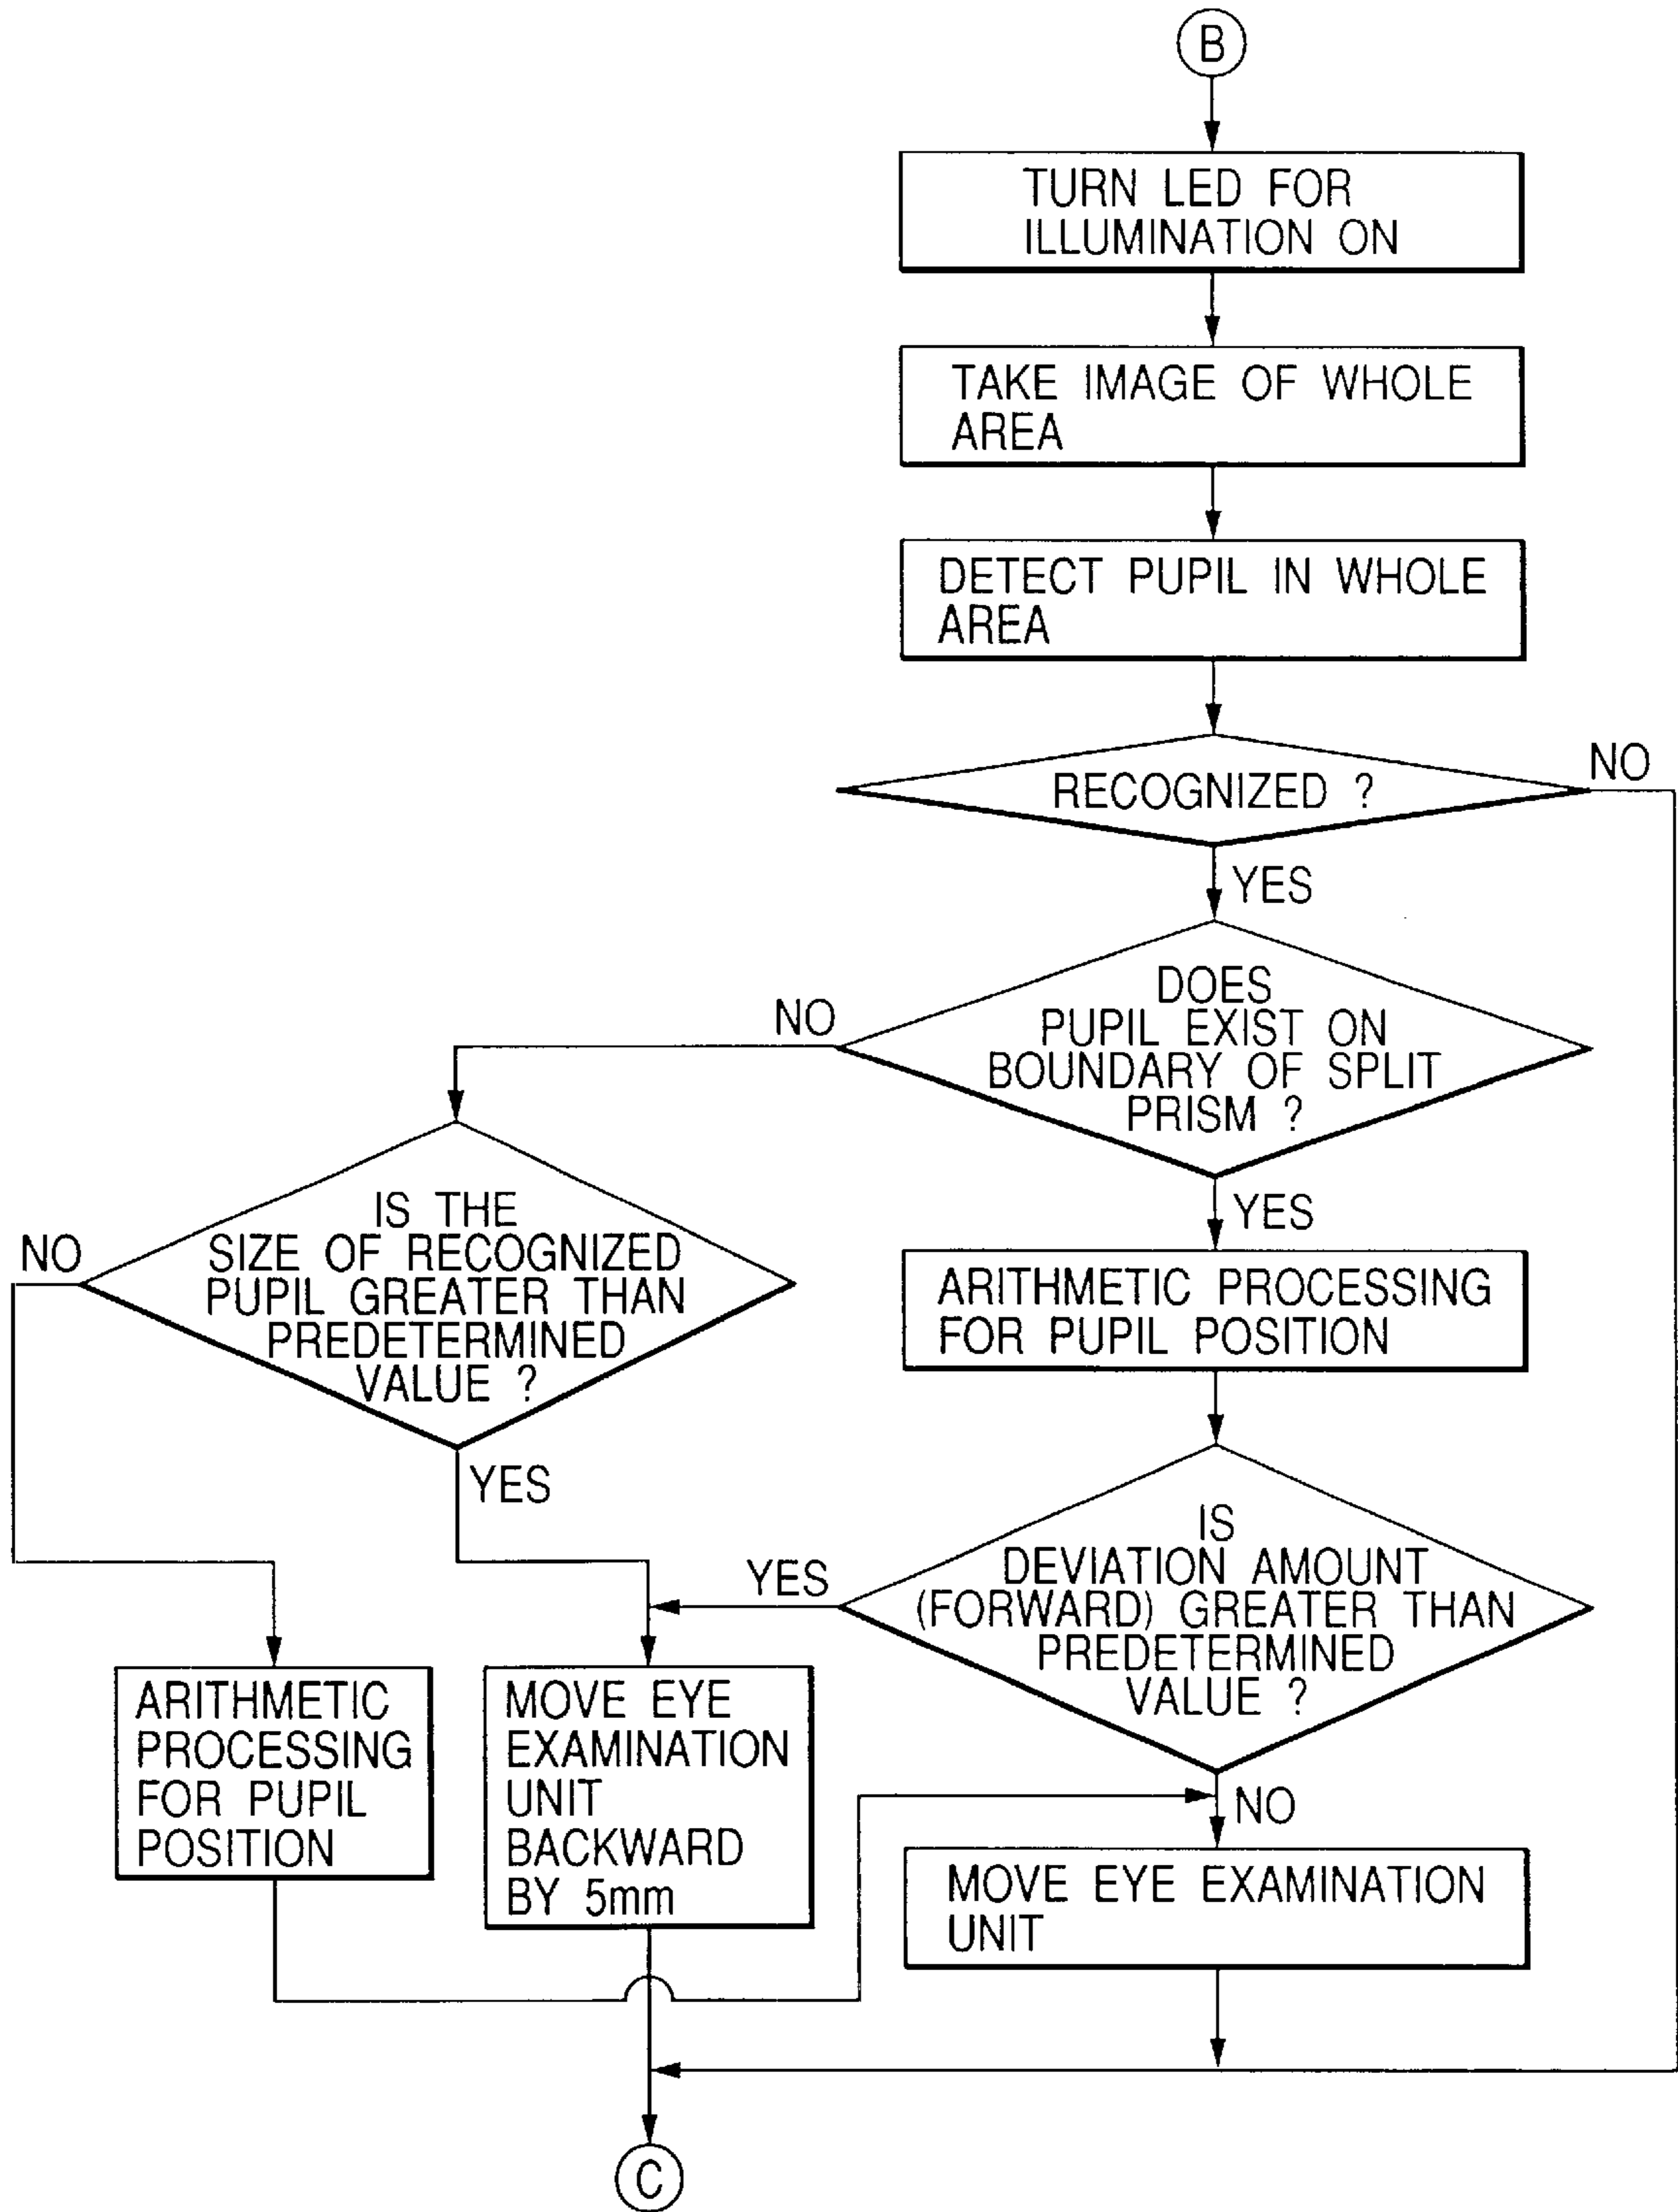 B
TURN LED FOR
ILLUMINATION ON
TAKE IMAGE OF WHOLE
AREA
DETECT PUPIL IN WHOLE
AREA
RECOGNIZED ?
NO
YES
DOES
PUPIL EXIST ON
BOUNDARY OF SPLIT
PRISM ?
NO
YES
IS THE
SIZE OF RECOGNIZED
PUPIL GREATER THAN
PREDETERMINED
VALUE ?
NO
YES
ARITHMETIC PROCESSING
FOR PUPIL POSITION
IS
DEVIATION AMOUNT
(FORWARD) GREATER THAN
PREDETERMINED
VALUE ?
YES
NO
ARITHMETIC
PROCESSING
FOR PUPIL
POSITION
MOVE EYE
EXAMINATION
UNIT
BACKWARD
BY 5mm
MOVE EYE EXAMINATION
UNIT
C